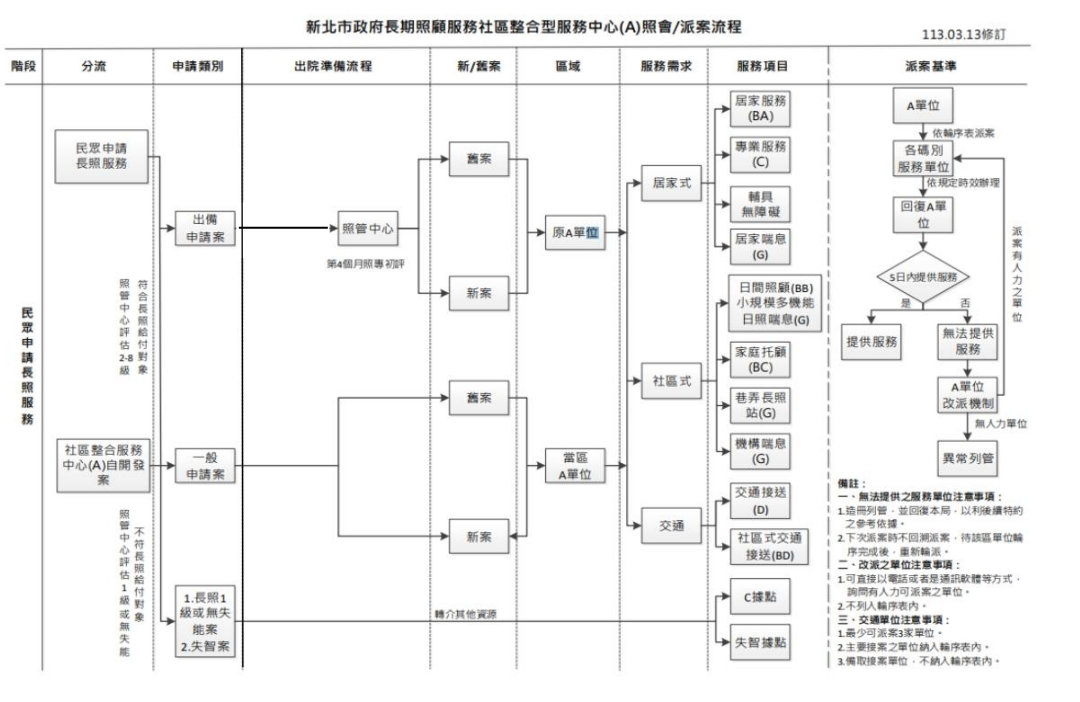 新北市政府長期照顧服務社區整合型服務中心(A)照會/派案流程
113.03.13修訂
階段
分流
申請類別
出院準備流程
新/舊案
區域
服務需求
服務項目
派案基準
民眾申請長照服務
民眾申請
長照服務
符合長照給付對象
照管中心評估2-8級
社區整合服務
中心(A)自開發
案
不符長照給付對象
照管中心評估1級或無失能
出備
申請案
一般
申請案
1.長照1
級或無失
能案
2.失智案
照管中心
第4個月照專初評
轉介其他資源
舊案
新案
舊案
新案
原A單位
當區
A單位
居家式
社區式
交通
居家服務
(BA)
專業服務
(C)
輔具
無障礙
居家喘息
(G)
日間照顧(BB)
小規模多機能
日照喘息(G)
家庭托顧
(BC)
巷弄長照
站(G)
機構喘息
(G)
交通接送
(D)
社區式交通
接送(BD)
C據點
失智據點
A單位
依輪序表派案
各碼別
服務單位
依規定時效辦理
回復A單
位
5日內提供服務
是
否
提供服務
無法提供
服務
A單位
改派機制
派案有人力之單位
無人力單位
異常列管
備註：
一、無法提供之服務單位注意事項：
1.造冊列管，並回復本局，以利後續特約
之參考依據。
2.下次派案時不回溯派案，待該區單位輪
序完成後，重新輪派。
二、改派之單位注意事項：
1.可直接以電話或者是通訊軟體等方式，
詢問有人力可派案之單位。
2.不列入輪序表內。
三、交通單位注意事項：
1.最少可派案3家單位。
2.主要接案之單位納入輪序表內。
3.備取接案單位，不納入輪序表內。